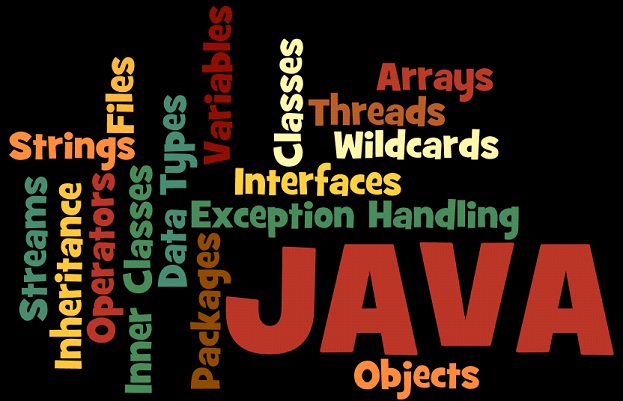 Variables
Files
Classes
Arrays
Threads
Strings
Wildcards
Data Types
Interfaces
Streams
Inheritance
Operators
Inner Classes
Exception Handling
Packages
JAVA
Objects